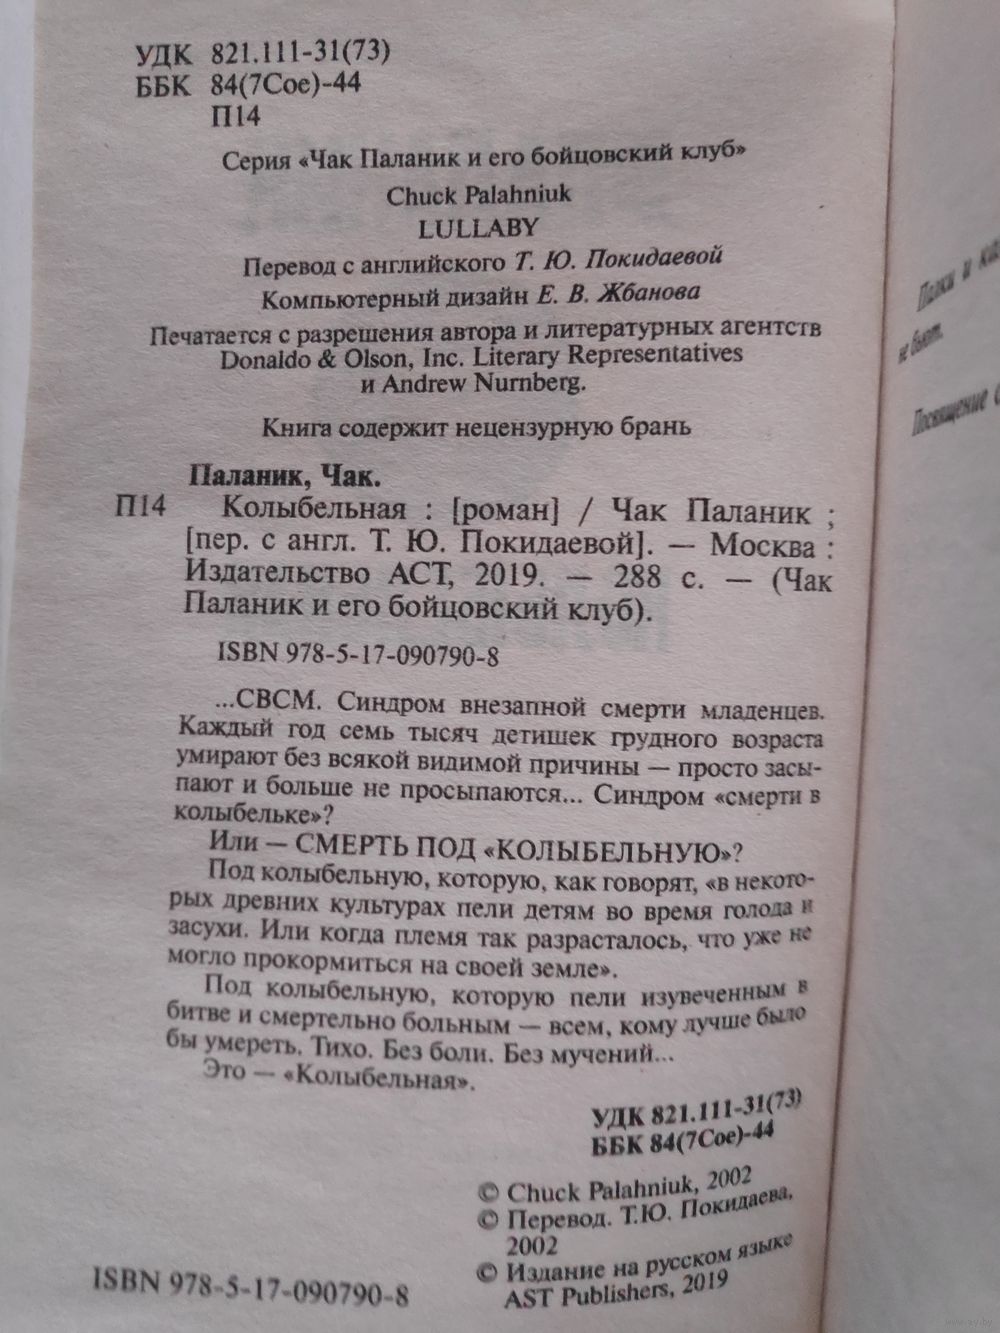 УДК 821.111-31(73)
ББК 84(7Сое)-44
П14
Серия «Чак Паланик и его бойцовский клуб»
Chuck Palahniuk
LULLABY
Перевод с английского Т. Ю. Покидаевой
Компьютерный дизайн Е. В. Жбанова
Печатается с разрешения автора и литературных агентств
Donaldo & Olson, Inc. Literary Representatives
и Andrew Nurnberg.
Книга содержит нецензурную брань
Паланик, Чак.
П14 Колыбельная : [роман] / Чак Паланик ;
[пер. с англ. Т. Ю. Покидаевой]. — Москва :
Издательство АСТ, 2019. — 288 с. — (Чак
Паланик и его бойцовский клуб).
ISBN 978-5-17-090790-8
...СВСМ. Синдром внезапной смерти младенцев.
Каждый год семь тысяч детишек грудного возраста
умирают без всякой видимой причины — просто засы-
пают и больше не просыпаются... Синдром «смерти в
колыбельке»?
Или — СМЕРТЬ ПОД «КОЛЫБЕЛЬНУЮ»?
Под колыбельную, которую, как говорят, «в некото-
рых древних культурах пели детям во время голода и
засухи. Или когда племя так разрасталось, что уже не
могло прокормиться на своей земле».
Под колыбельную, которую пели изувеченным в
битве и смертельно больным — всем, кому лучше было
бы умереть. Тихо. Без боли. Без мучений...
Это — «Колыбельная».
УДК 821.111-31(73)
ББК 84(7Сое)-44
© Chuck Palahniuk, 2002
© Перевод. Т.Ю. Покидаева,
2002
© Издание на русском языке
AST Publishers, 2019
ISBN 978-5-17-090790-8
Палки и
не бьют.
Посвящение